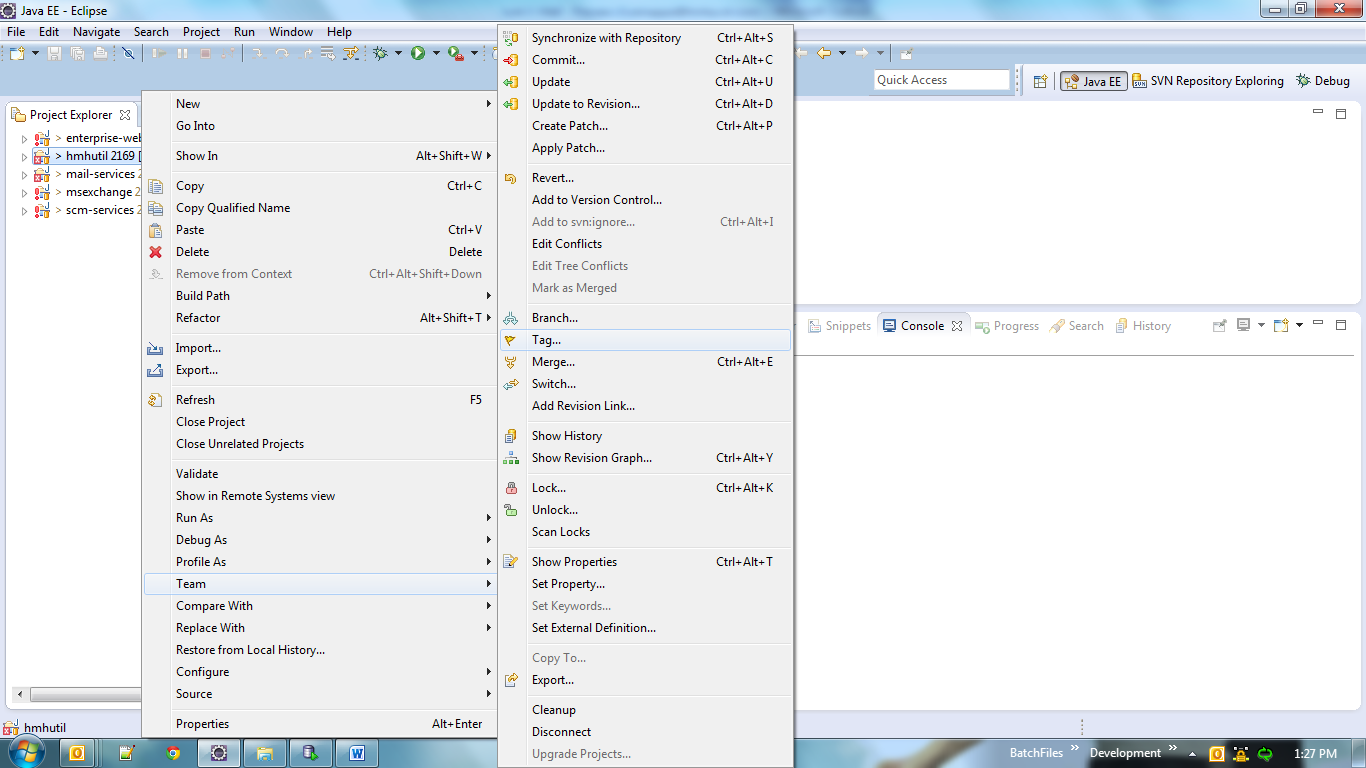 Java EE - Eclipse
File Edit Navigate Search Project Run Window Help
Quick Access
Java EE
SVN Repository Exploring
Debug
Project Explorer
> enterprise-web
> hmhutil 2169 [
> mail-services 2
> msexchange 2
> scm-services 2
New
Go Into
Show In Alt+Shift+W
Copy Ctrl+C
Copy Qualified Name
Paste Ctrl+V
Delete Delete
Remove from Context Ctrl+Alt+Shift+Down
Build Path
Refactor Alt+Shift+T
Import...
Export...
Refresh F5
Close Project
Close Unrelated Projects
Validate
Show in Remote Systems view
Run As
Debug As
Profile As
Team
Compare With
Replace With
Restore from Local History...
Configure
Source
Properties Alt+Enter
Synchronize with Repository Ctrl+Alt+S
Commit... Ctrl+Alt+C
Update Ctrl+Alt+U
Update to Revision... Ctrl+Alt+D
Create Patch... Ctrl+Alt+P
Apply Patch...
Revert...
Add to Version Control...
Add to svn:ignore... Ctrl+Alt+I
Edit Conflicts
Edit Tree Conflicts
Mark as Merged
Branch...
Tag...
Merge... Ctrl+Alt+E
Switch...
Add Revision Link...
Show History
Show Revision Graph... Ctrl+Alt+Y
Lock... Ctrl+Alt+K
Unlock...
Scan Locks
Show Properties Ctrl+Alt+T
Set Property...
Set Keywords...
Set External Definition...
Copy To...
Export...
Cleanup
Disconnect
Upgrade Projects...
Snippets Console Progress Search History
hmhutil
BatchFiles Development 1:27 PM